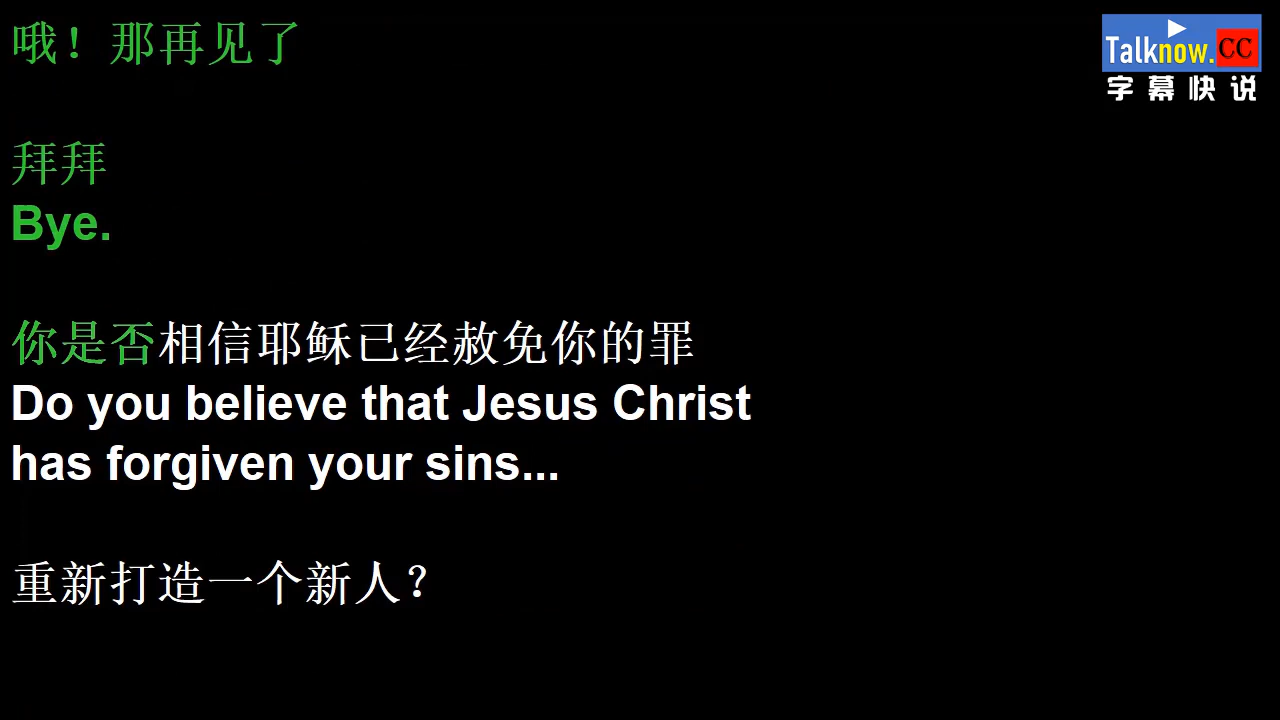 哦！那再见了
Talknow.CC
字幕快说
拜拜
Bye.
你是否相信耶稣已经赦免你的罪
Do you believe that Jesus Christ
has forgiven your sins...
重新打造一个新人？